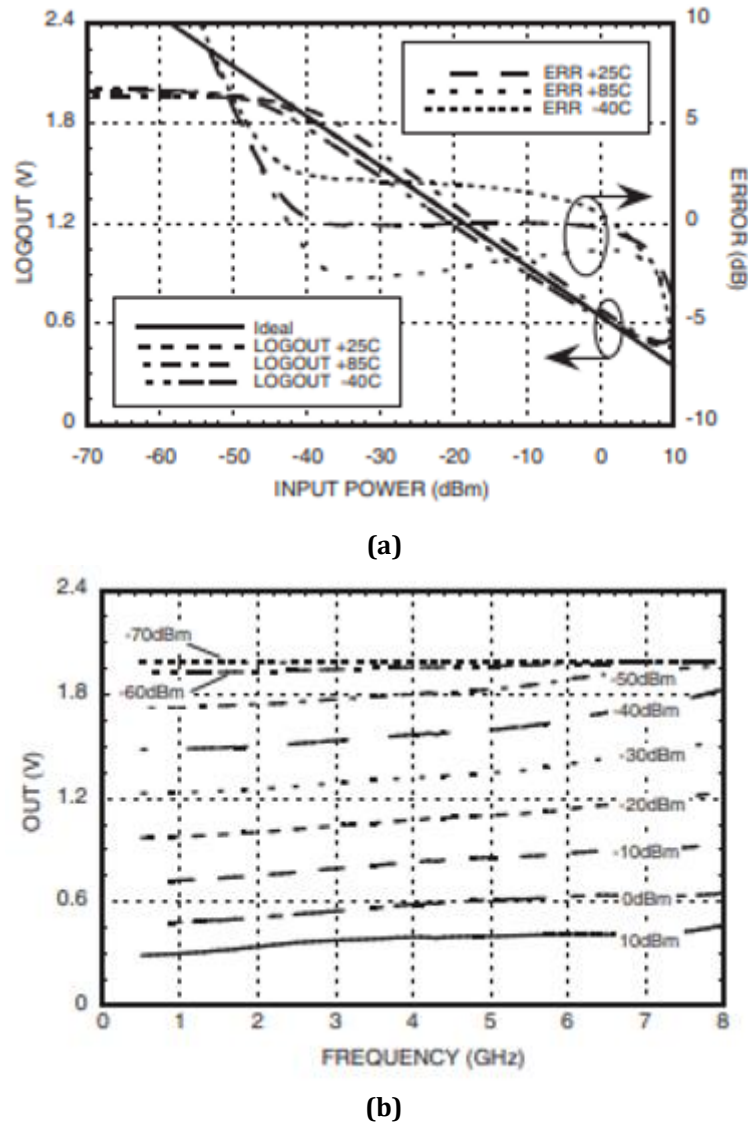 2.4
1.8
1.2
0.6
0
LOGOUT (V)
10
5
0
-5
-10
ERROR (dB)
ERR +25C
ERR +85C
ERR -40C
Ideal
LOGOUT +25C
LOGOUT +85C
LOGOUT -40C
-70 -60 -50 -40 -30 -20 -10 0 10
INPUT POWER (dBm)
(a)
2.4
1.8
1.2
0.6
0
OUT (V)
-70dBm
-60dBm
-50dBm
-40dBm
-30dBm
-20dBm
-10dBm
0dBm
10dBm
0 1 2 3 4 5 6 7 8
FREQUENCY (GHz)
(b)